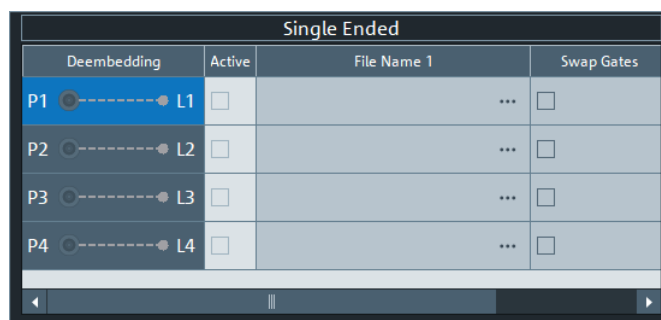 Single Ended
Deembedding Active File Name 1 Swap Gates
P1 L1 ...
P2 L2 ...
P3 L3 ...
P4 L4 ...